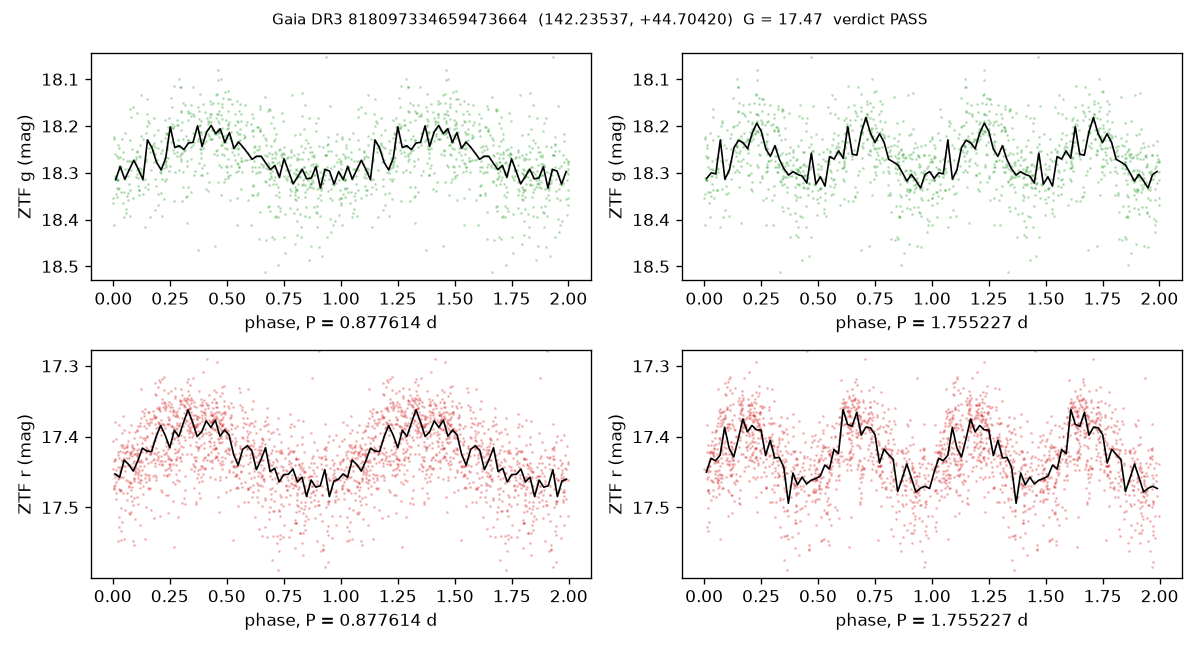 Gaia DR3 818097334659473664 (142.23537, +44.70420) G = 17.47 verdict PASS
ZTF g (mag)
18.1
18.2
18.3
18.4
18.5
0.00 0.25 0.50 0.75 1.00 1.25 1.50 1.75 2.00
phase, P = 0.877614 d
ZTF g (mag)
18.1
18.2
18.3
18.4
18.5
0.00 0.25 0.50 0.75 1.00 1.25 1.50 1.75 2.00
phase, P = 1.755227 d
ZTF r (mag)
17.3
17.4
17.5
0.00 0.25 0.50 0.75 1.00 1.25 1.50 1.75 2.00
phase, P = 0.877614 d
ZTF r (mag)
17.3
17.4
17.5
0.00 0.25 0.50 0.75 1.00 1.25 1.50 1.75 2.00
phase, P = 1.755227 d